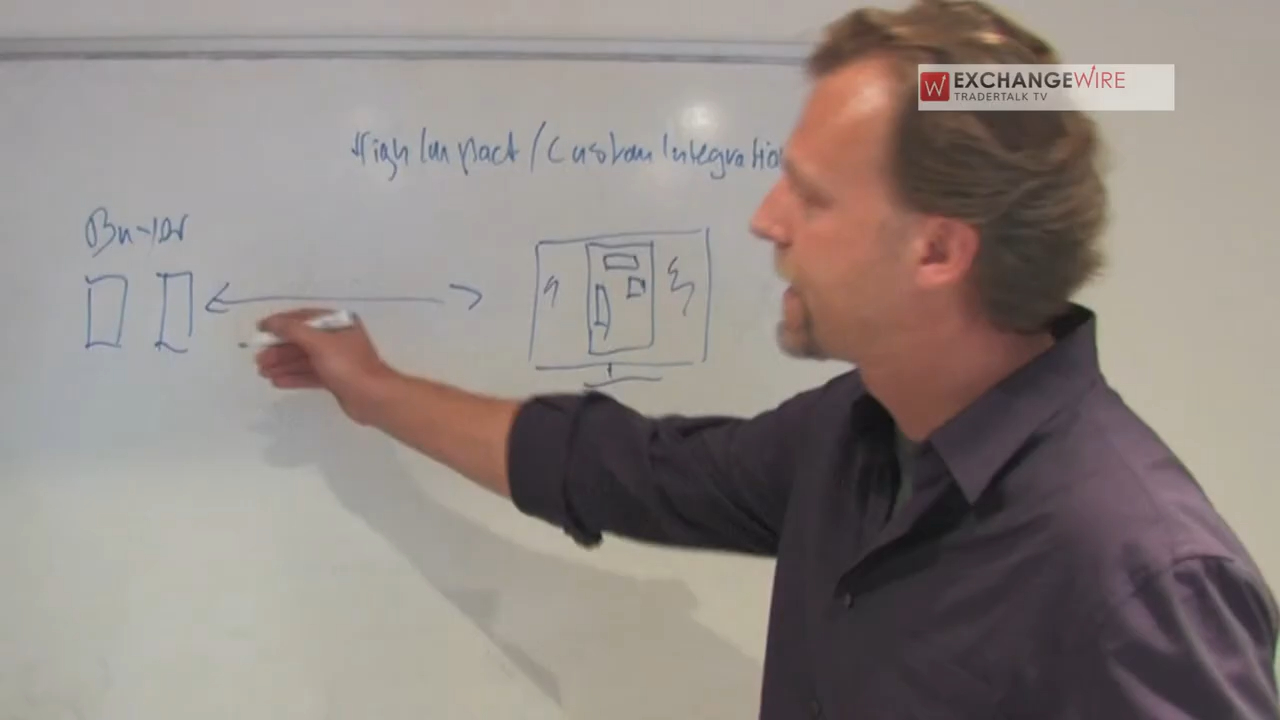 EXCHANGEWIRE
TRADERTALK TV
High Impact / Custom Integration
Buyer